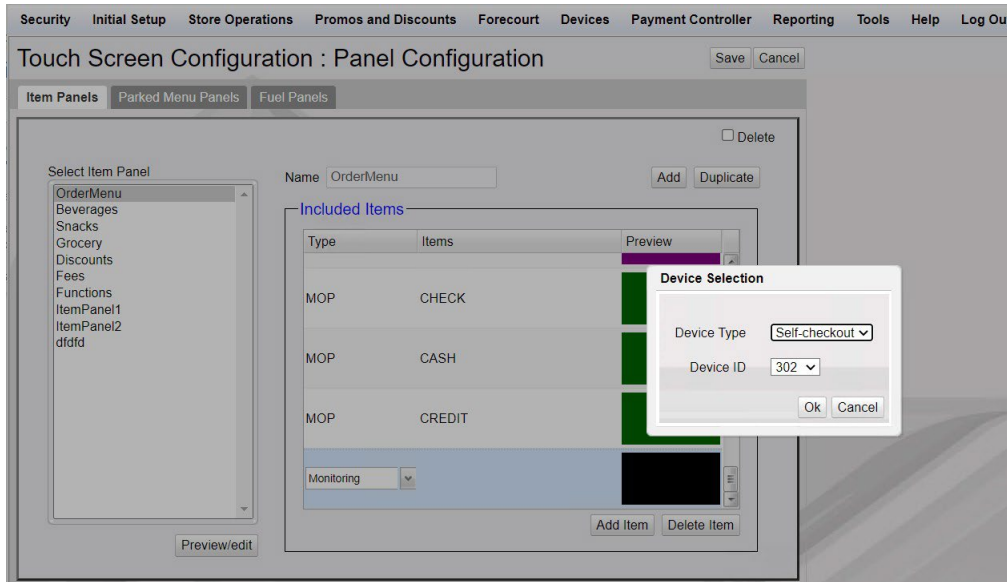 Security Initial Setup Store Operations Promos and Discounts Forecourt Devices Payment Controller Reporting Tools Help Log Ou
Touch Screen Configuration : Panel Configuration
Save Cancel
Item Panels Parked Menu Panels Fuel Panels
Delete
Select Item Panel
OrderMenu
Beverages
Snacks
Grocery
Discounts
Fees
Functions
ItemPanel1
ItemPanel2
dfdfd
Preview/edit
Name OrderMenu
Add Duplicate
Included Items
Type Items Preview
MOP CHECK
MOP CASH
MOP CREDIT
Monitoring
Add Item Delete Item
Device Selection
Device Type Self-checkout
Device ID 302
Ok Cancel